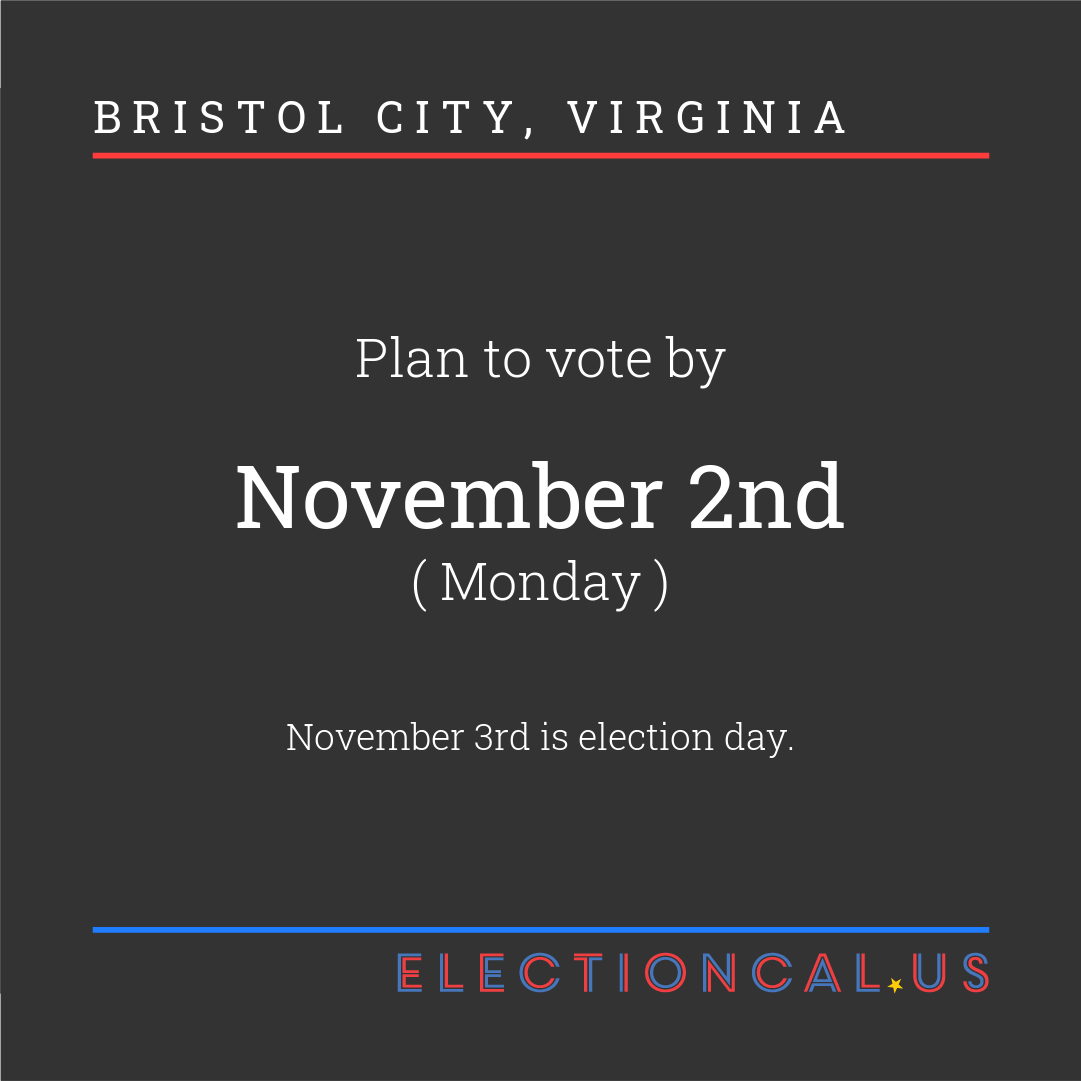 BRISTOL CITY, VIRGINIA
Plan to vote by
November 2nd
( Monday )
November 3rd is election day.
ELECTIONCAL.US